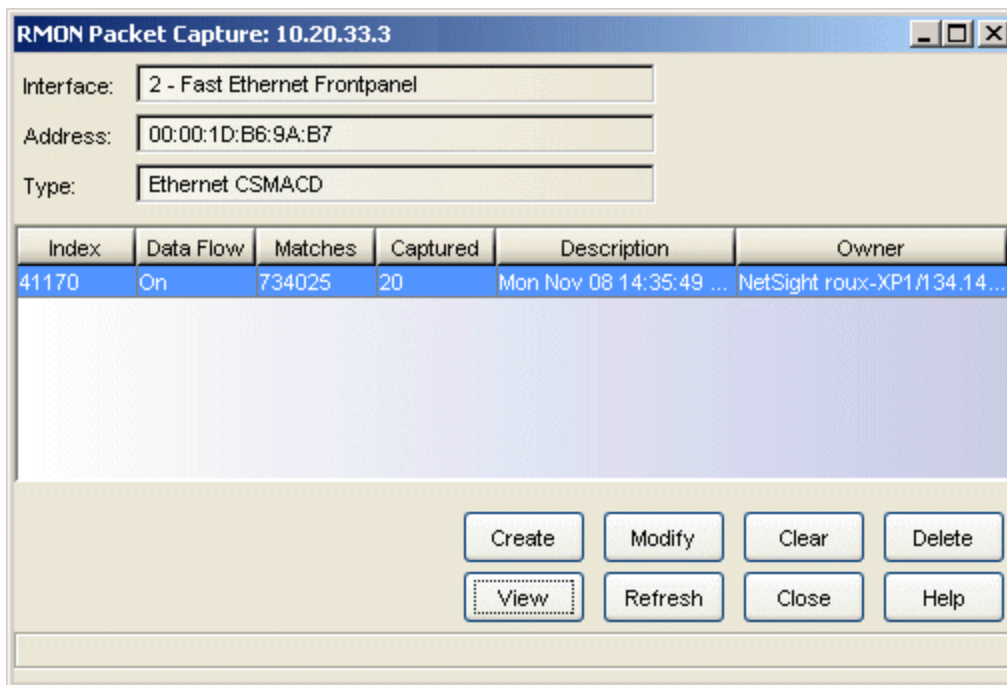 RMON Packet Capture: 10.20.33.3
Interface: 2 - Fast Ethernet Frontpanel
Address: 00:00:1D:B6:9A:B7
Type: Ethernet CSMACD
Index Data Flow Matches Captured Description Owner
41170 On 734025 20 Mon Nov 08 14:35:49 ... NetSight roux-XP1/134.14...
Create Modify Clear Delete
View Refresh Close Help